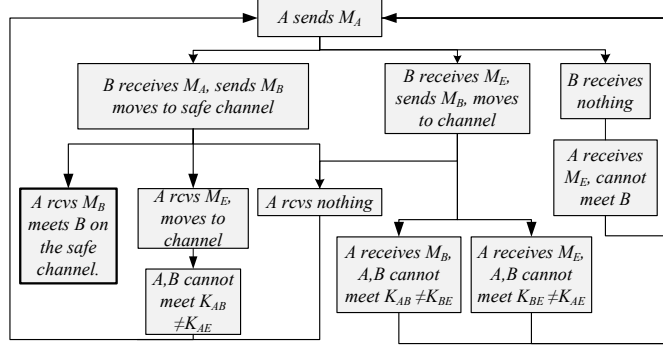 A sends M_A
B receives M_A, sends M_B
moves to safe channel
B receives M_E,
sends M_B, moves
to channel
B receives
nothing
A receives
M_E, cannot
meet B
A rcvs M_B
meets B on
the safe
channel.
A rcvs M_E,
moves to
channel
A rcvs nothing
A,B cannot
meet K_AB
≠K_AE
A receives M_B,
A,B cannot
meet K_AB ≠K_BE
A receives M_E,
A,B cannot
meet K_BE ≠K_AE